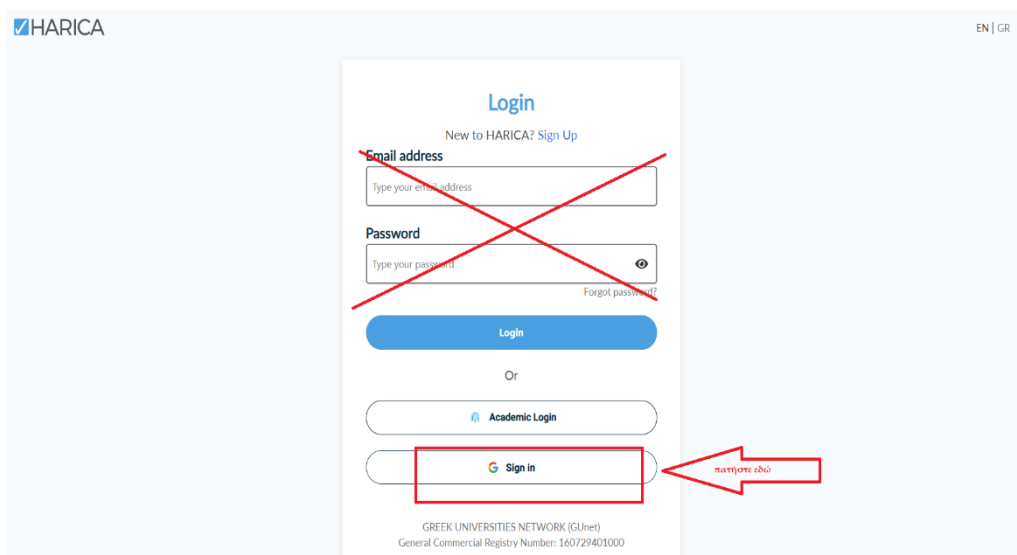 HARICA
EN | GR
Login
New to HARICA? Sign Up
Email address
Type your email address
Password
Type your password
Forgot password?
Login
Or
Academic Login
Sign in
πατήστε εδώ
GREEK UNIVERSITIES NETWORK (GUnet)
General Commercial Registry Number: 160729401000